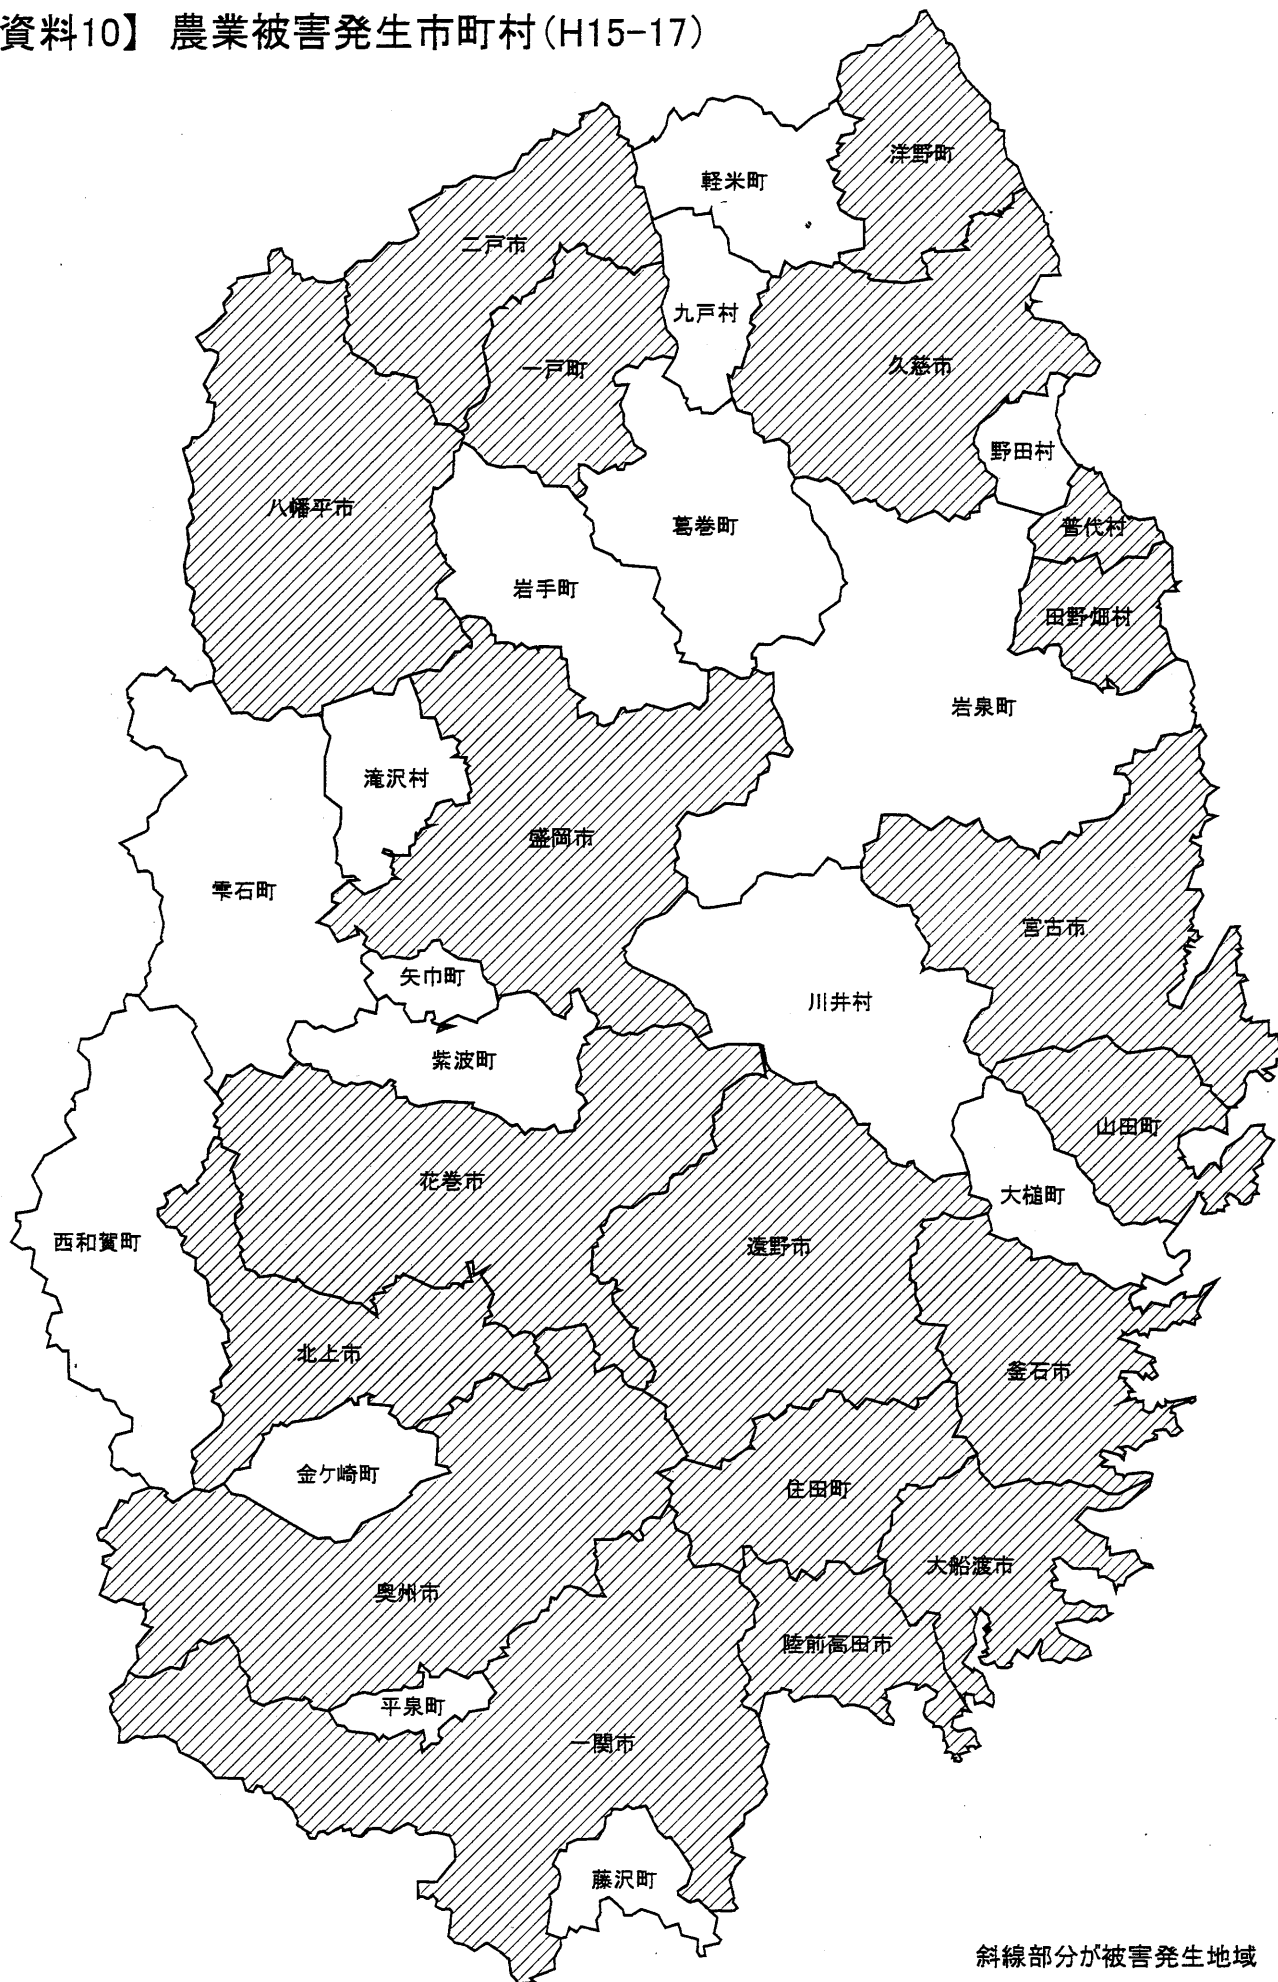 資料10】 農業被害発生市町村(H15-17)
洋野町
軽米町
二戸市
九戸村
一戸町
久慈市
野田村
八幡平市
葛巻町
普代村
岩手町
田野畑村
岩泉町
滝沢村
盛岡市
雫石町
宮古市
矢巾町
川井村
紫波町
山田町
花巻市
大槌町
西和賀町
遠野市
北上市
釜石市
金ケ崎町
住田町
大船渡市
奥州市
陸前高田市
平泉町
一関市
藤沢町
斜線部分が被害発生地域